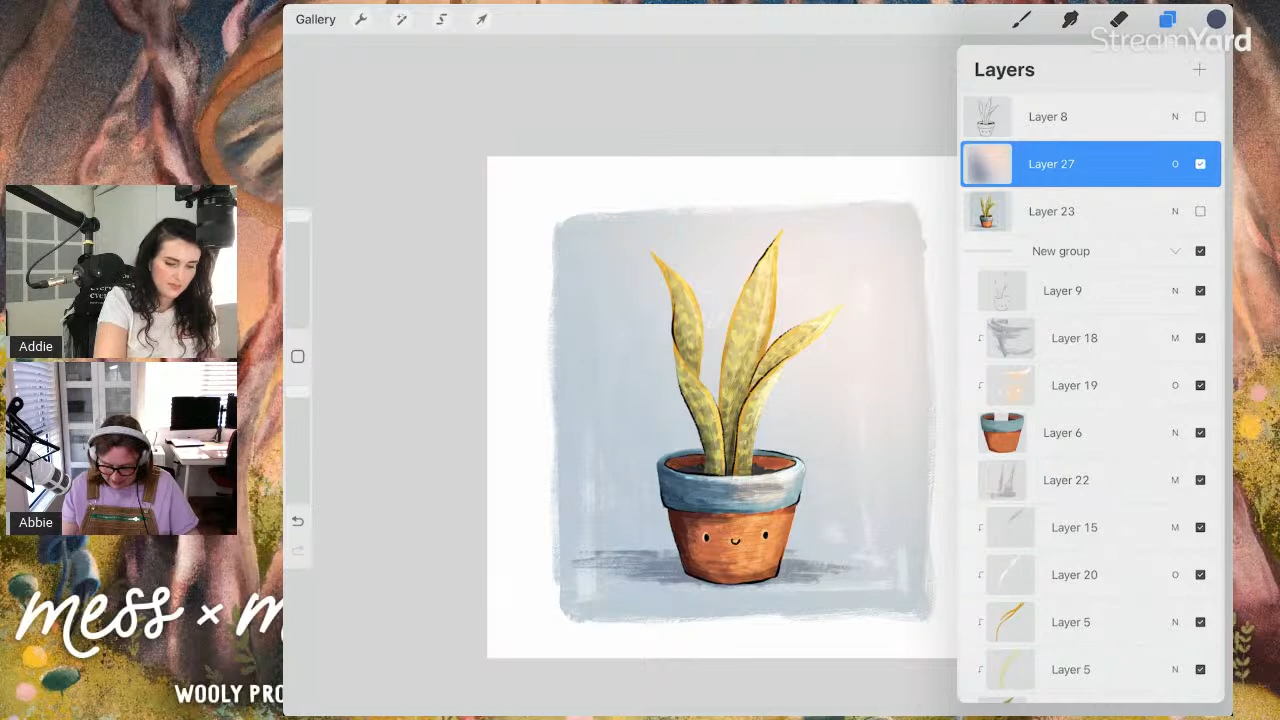 Gallery
StreamYard
Layers
Layer 8 N
Layer 27 O
Layer 23 N
New group
Layer 9 N
Layer 18 M
Layer 19 O
Layer 6 N
Layer 22 M
Layer 15 M
Layer 20 O
Layer 5 N
Layer 5 N
Addie
Abbie
mess × m
WOOLY PRO